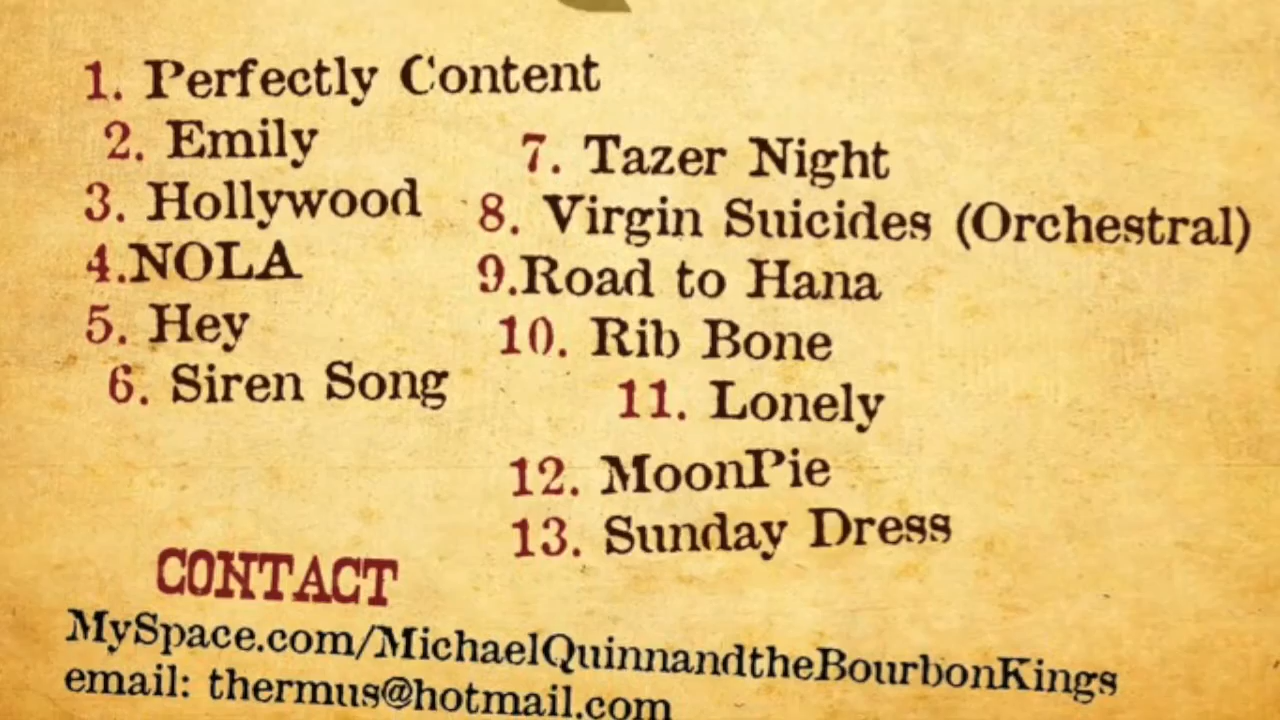 1. Perfectly Content
2. Emily
3. Hollywood
4.NOLA
5. Hey
6. Siren Song
7. Tazer Night
8. Virgin Suicides (Orchestral)
9.Road to Hana
10. Rib Bone
11. Lonely
12. MoonPie
13. Sunday Dress
CONTACT
MySpace.com/MichaelQuinnandtheBourbonKings
email: thermus@hotmail.com